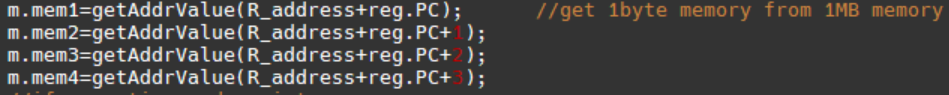 m.mem1=getAddrValue(R_address+reg.PC); //get 1byte memory from 1MB memory
m.mem2=getAddrValue(R_address+reg.PC+1);
m.mem3=getAddrValue(R_address+reg.PC+2);
m.mem4=getAddrValue(R_address+reg.PC+3);